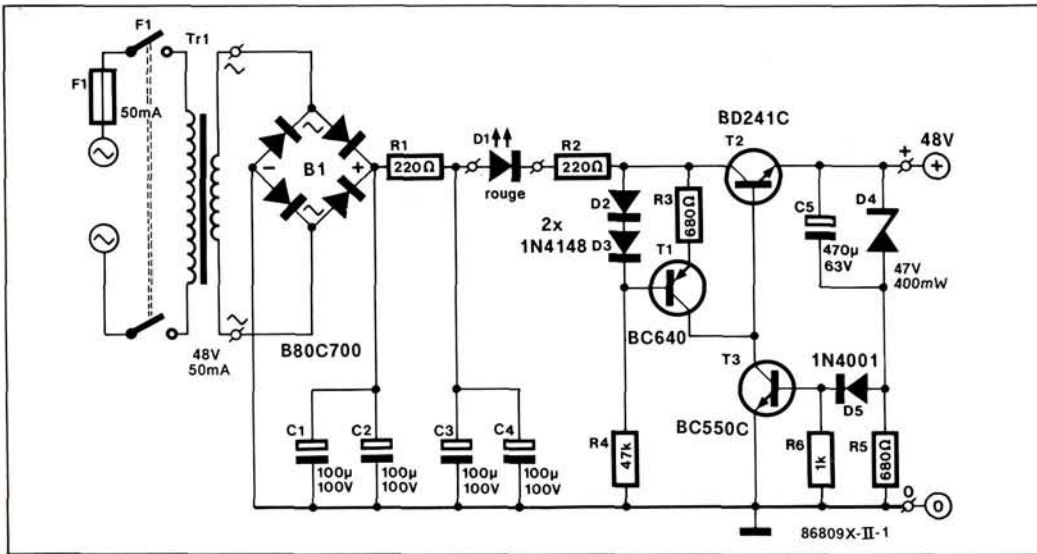 F1
Tr1
F1
50mA
48V
50mA
B1
B80C700
R1
220Ω
D1
rouge
R2
220Ω
D2
D3
2x
1N4148
R3
680Ω
T1
BC640
BD241C
T2
48V
+
C5
470µ
63V
D4
47V
400mW
T3
BC550C
1N4001
D5
R4
47k
R6
1k
R5
680Ω
C1
100µ
100V
C2
100µ
100V
C3
100µ
100V
C4
100µ
100V
0
0
86809X-II-1